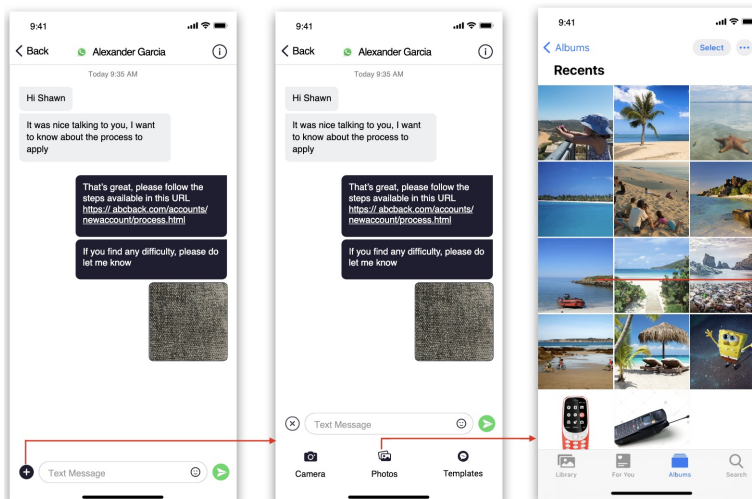 9:41
Back
Alexander Garcia
Today 9:35 AM
Hi Shawn
It was nice talking to you, I want
to know about the process to
apply
That's great, please follow the
steps available in this URL
https:// abcback.com/accounts/
newaccount/process.html
If you find any difficulty, please do
let me know
Text Message
9:41
Back
Alexander Garcia
Today 9:35 AM
Hi Shawn
It was nice talking to you, I want
to know about the process to
apply
That's great, please follow the
steps available in this URL
https:// abcback.com/accounts/
newaccount/process.html
If you find any difficulty, please do
let me know
Text Message
Camera
Photos
Templates
9:41
Albums
Select
Recents
Library
For You
Albums
Search